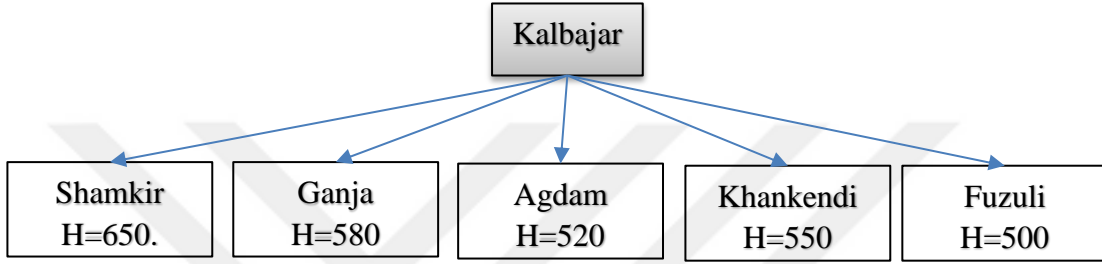 Kalbajar
Shamkir
H=650.
Ganja
H=580
Agdam
H=520
Khankendi
H=550
Fuzuli
H=500